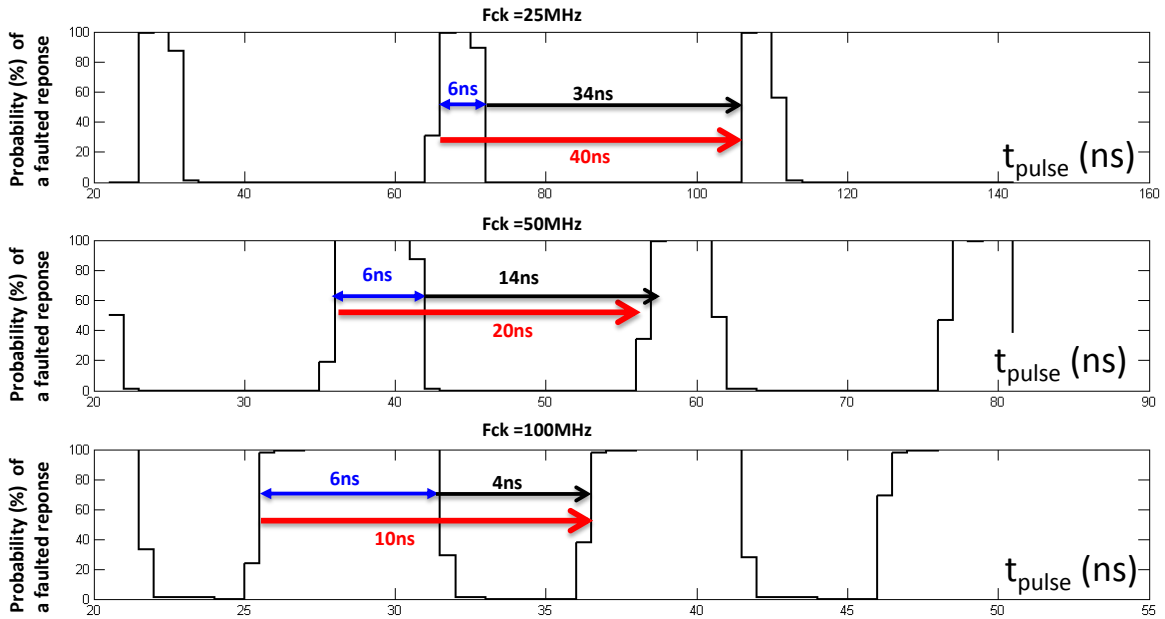 Fck =25MHz
Probability (%) of
a faulted reponse
100
80
60
40
20
0
6ns
34ns
40ns
t_pulse (ns)
20 40 60 80 100 120 140 160
Fck =50MHz
Probability (%) of
a faulted reponse
100
80
60
40
20
0
6ns
14ns
20ns
t_pulse (ns)
20 30 40 50 60 70 80 90
Fck =100MHz
Probability (%) of
a faulted reponse
100
80
60
40
20
0
6ns
4ns
10ns
t_pulse (ns)
20 25 30 35 40 45 50 55